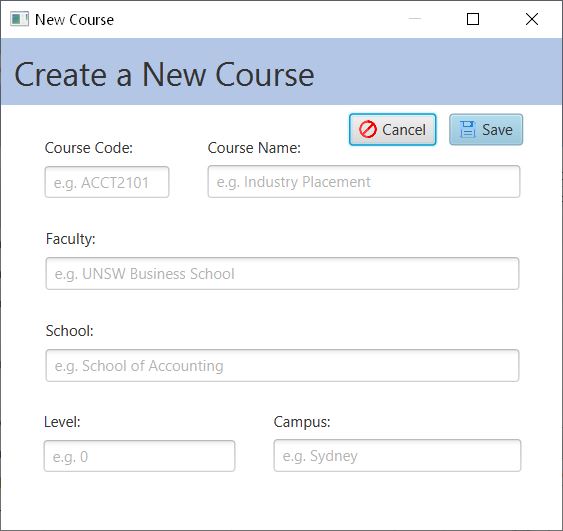 New Course
Create a New Course
Cancel Save
Course Code: Course Name:
e.g. ACCT2101 e.g. Industry Placement
Faculty:
e.g. UNSW Business School
School:
e.g. School of Accounting
Level: Campus:
e.g. 0 e.g. Sydney